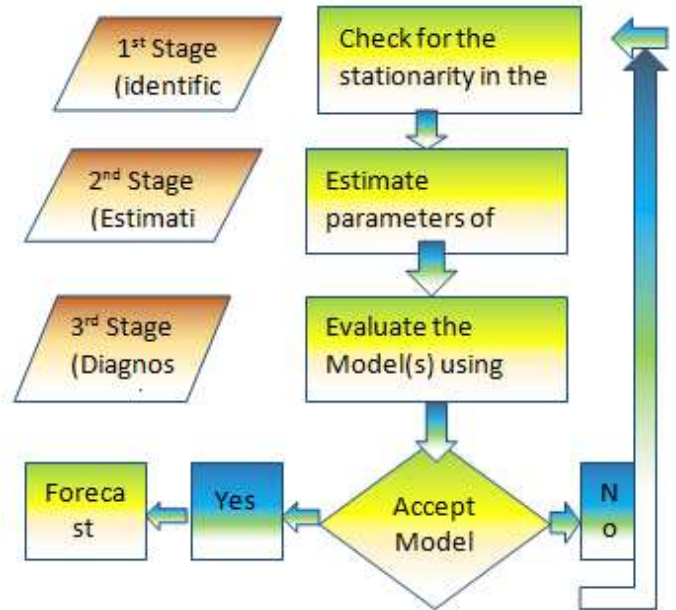 1st Stage
(identific
Check for the
stationarity in the
2nd Stage
(Estimati
Estimate
parameters of
3rd Stage
(Diagnos
Evaluate the
Model(s) using
Foreca
st
Yes
Accept
Model
N
o